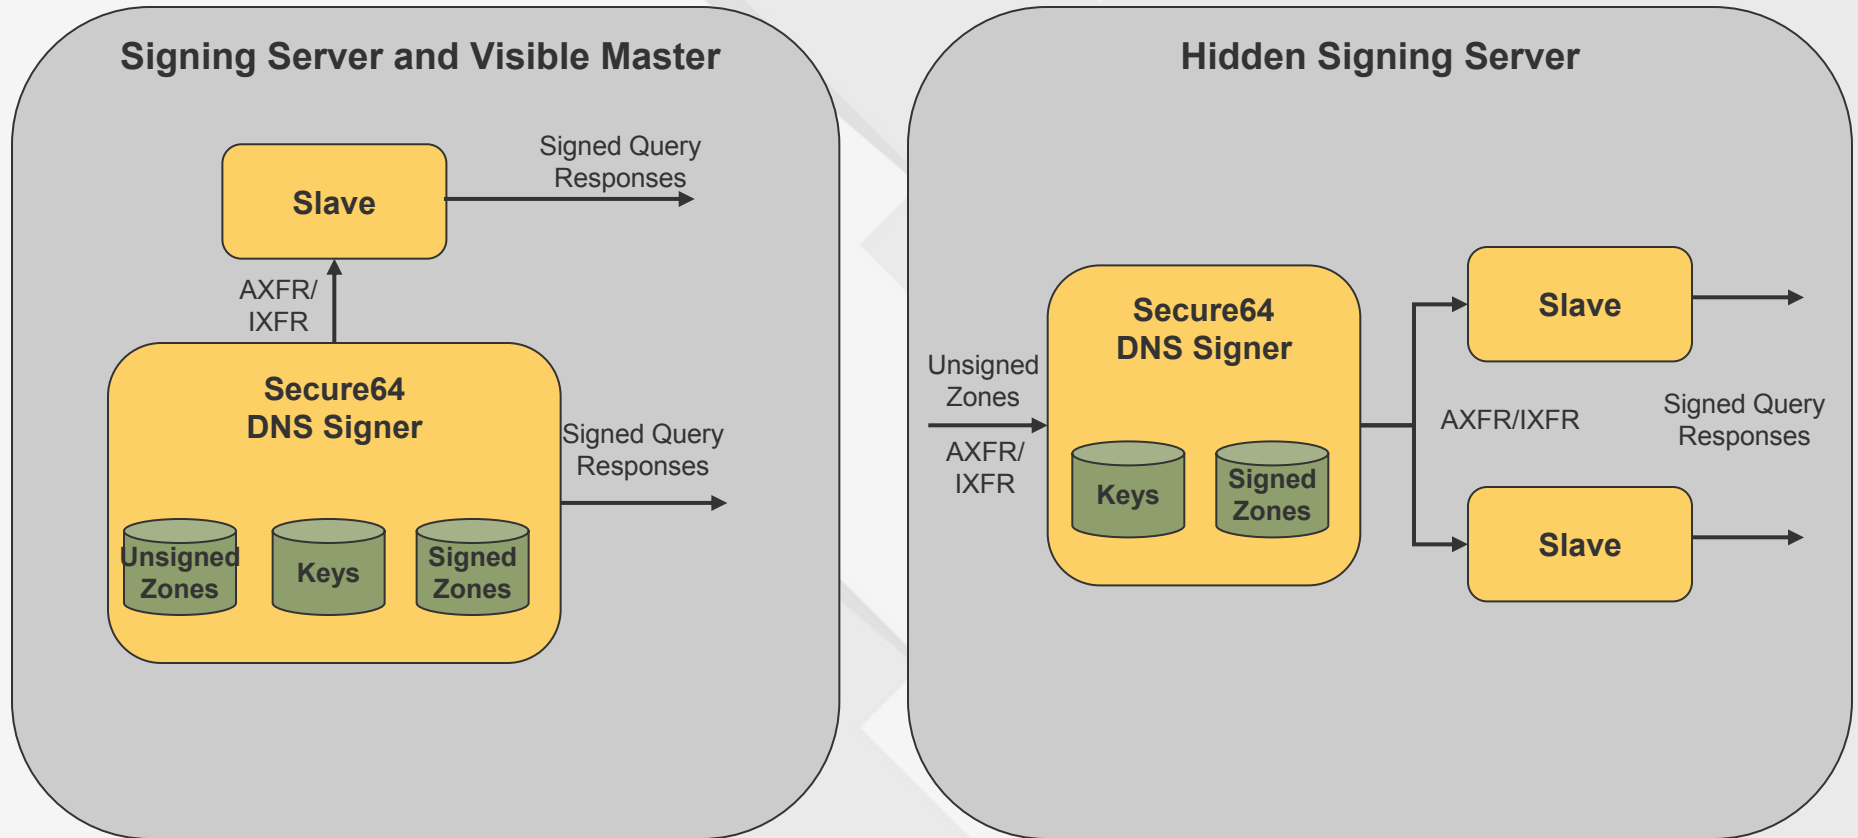 Signing Server and Visible Master
Signed Query
Responses
Slave
AXFR/
IXFR
Secure64
DNS Signer
Signed Query
Responses
Unsigned
Zones
Keys
Signed
Zones
Hidden Signing Server
Unsigned
Zones
AXFR/
IXFR
Secure64
DNS Signer
Keys
Signed
Zones
AXFR/IXFR
Slave
Signed Query
Responses
Slave